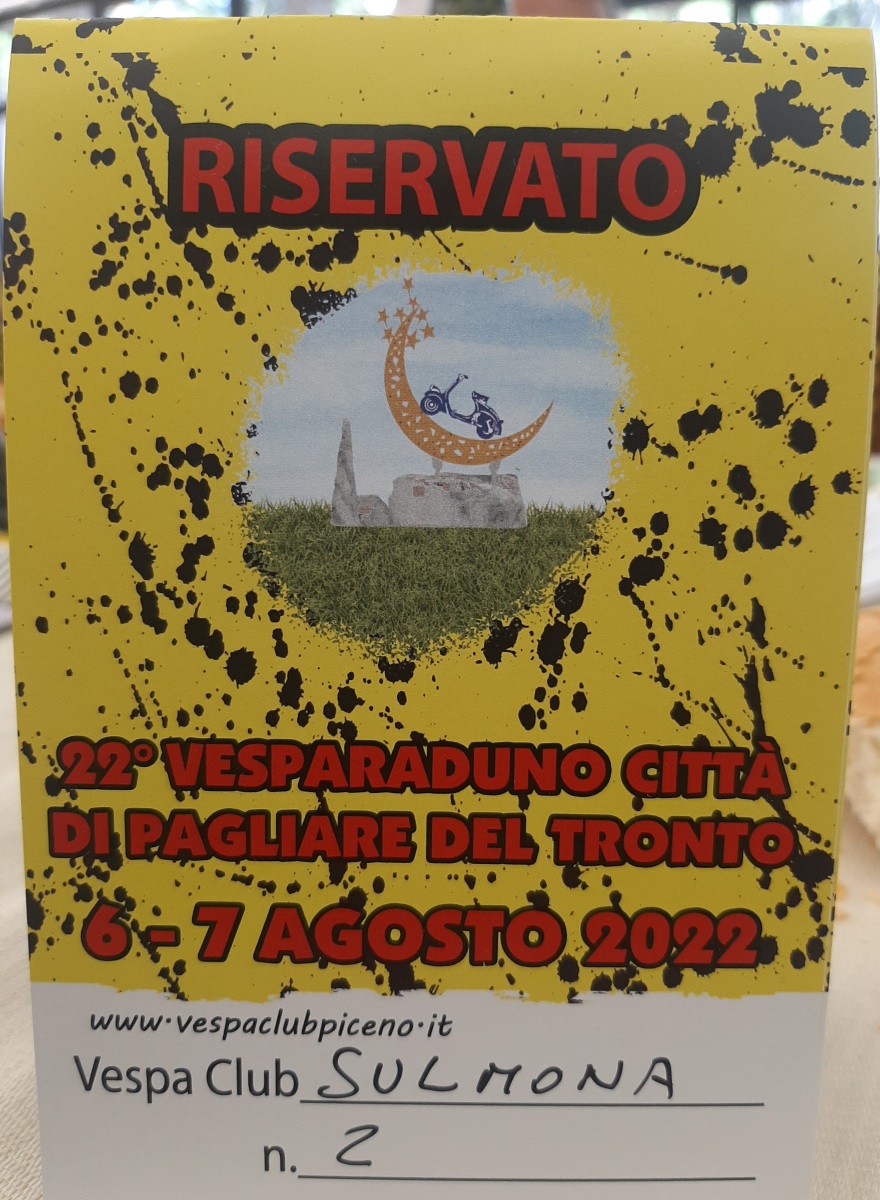 RISERVATO
22° VESPARADUNO CITTÀ
DI PAGLIARE DEL TRONTO
6 - 7 AGOSTO 2022
www.vespaclubpiceno.it
Vespa Club SULMONA
n. 2